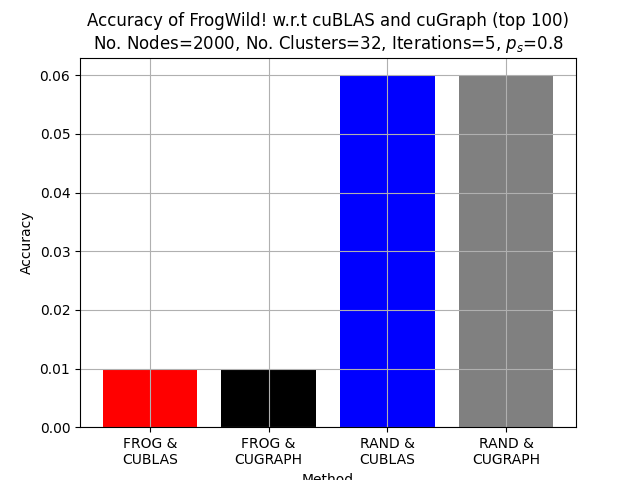 Accuracy of FrogWild! w.r.t cuBLAS and cuGraph (top 100)
No. Nodes=2000, No. Clusters=32, Iterations=5, pₛ=0.8
0.06
0.05
0.04
0.03
0.02
0.01
0.00
Accuracy
FROG &
CUBLAS
FROG &
CUGRAPH
RAND &
CUBLAS
RAND &
CUGRAPH
Method